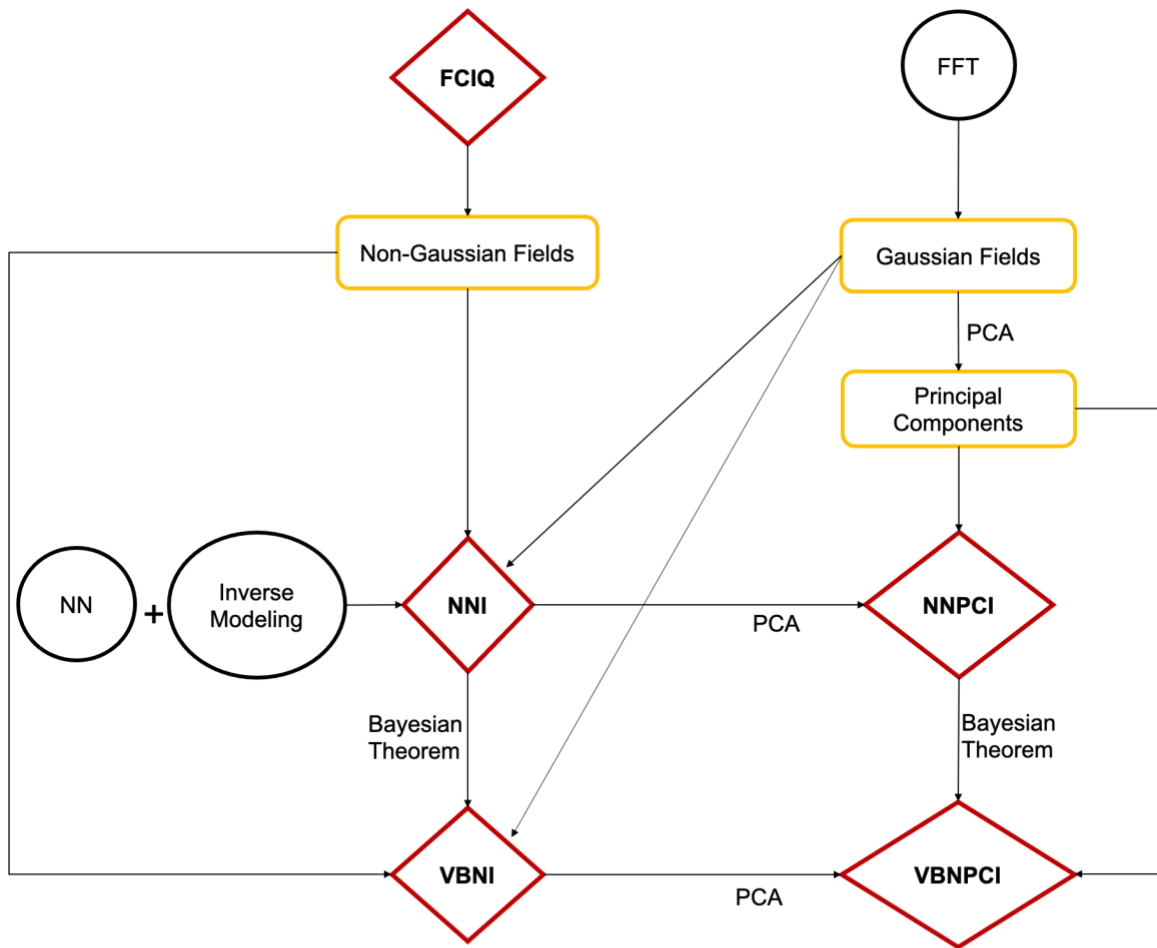 FCIQ
FFT
Non-Gaussian Fields
Gaussian Fields
PCA
Principal
Components
NN
+
Inverse
Modeling
NNI
PCA
NNPCI
Bayesian
Theorem
Bayesian
Theorem
VBNI
PCA
VBNPCI